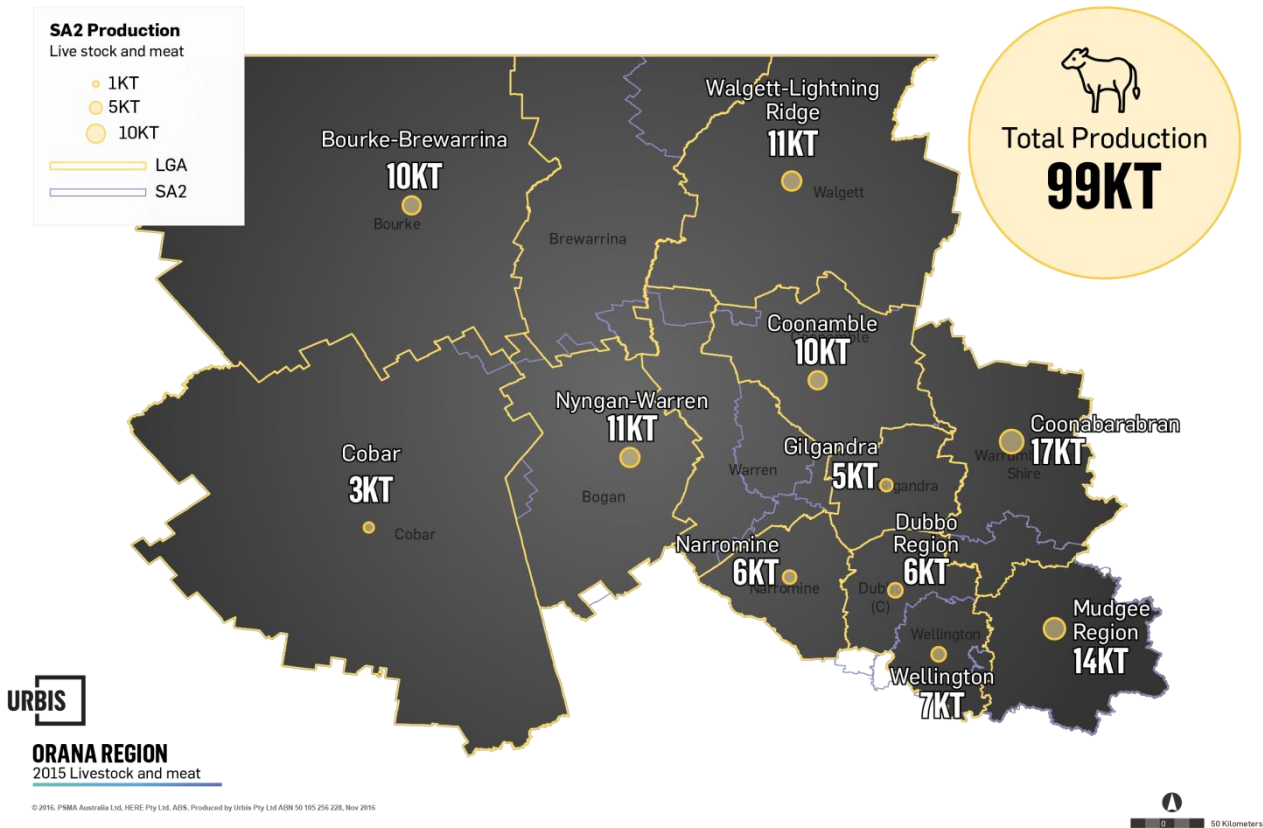 SA2 Production
Live stock and meat
1KT
5KT
10KT
LGA
SA2
Total Production
99KT
Bourke-Brewarrina
10KT
Bourke
Brewarrina
Walgett-Lightning
Ridge
11KT
Walgett
Coonamble
10KT
Nyngan-Warren
11KT
Bogan
Warren
Cobar
3KT
Cobar
Gilgandra
5KT
Coonabarabran
17KT
Shire
Dubbo
Region
6KT
(C)
Narromine
6KT
Narromine
Wellington
Wellington
7KT
Mudgee
Region
14KT
URBIS
ORANA REGION
2015 Livestock and meat
© 2016. PSMA Australia Ltd, HERE Pty Ltd. ABS. Produced by Urbis Pty Ltd ABN 50 105 256 228, Nov 2016
0
50 Kilometers